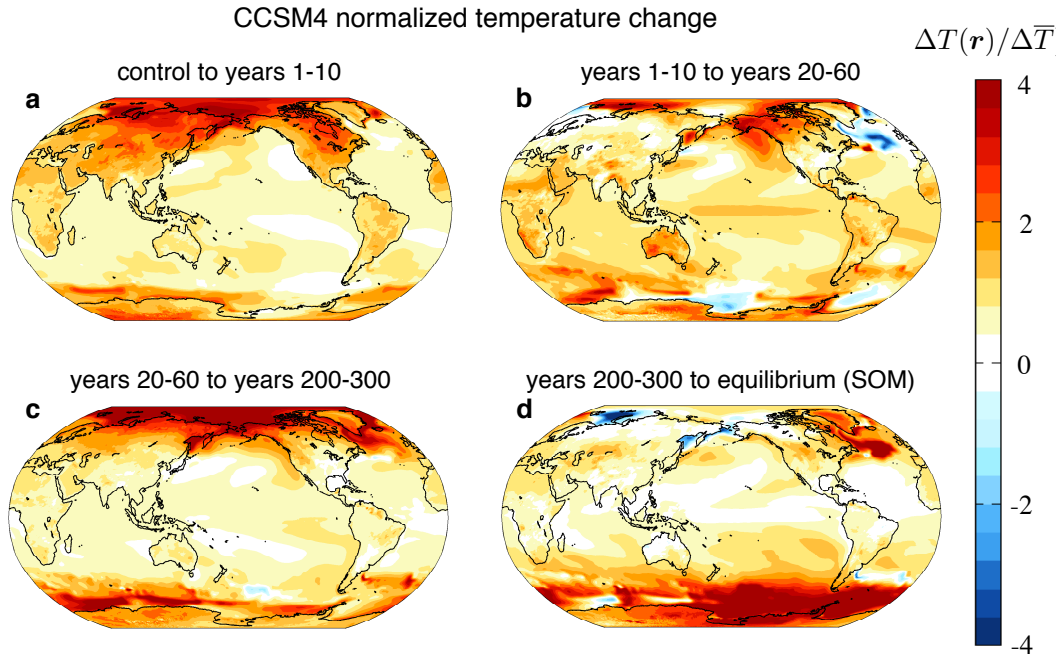 CCSM4 normalized temperature change
ΔT(r)/ΔT̅
control to years 1-10
years 1-10 to years 20-60
a
b
years 20-60 to years 200-300
years 200-300 to equilibrium (SOM)
c
d
4
2
0
-2
-4